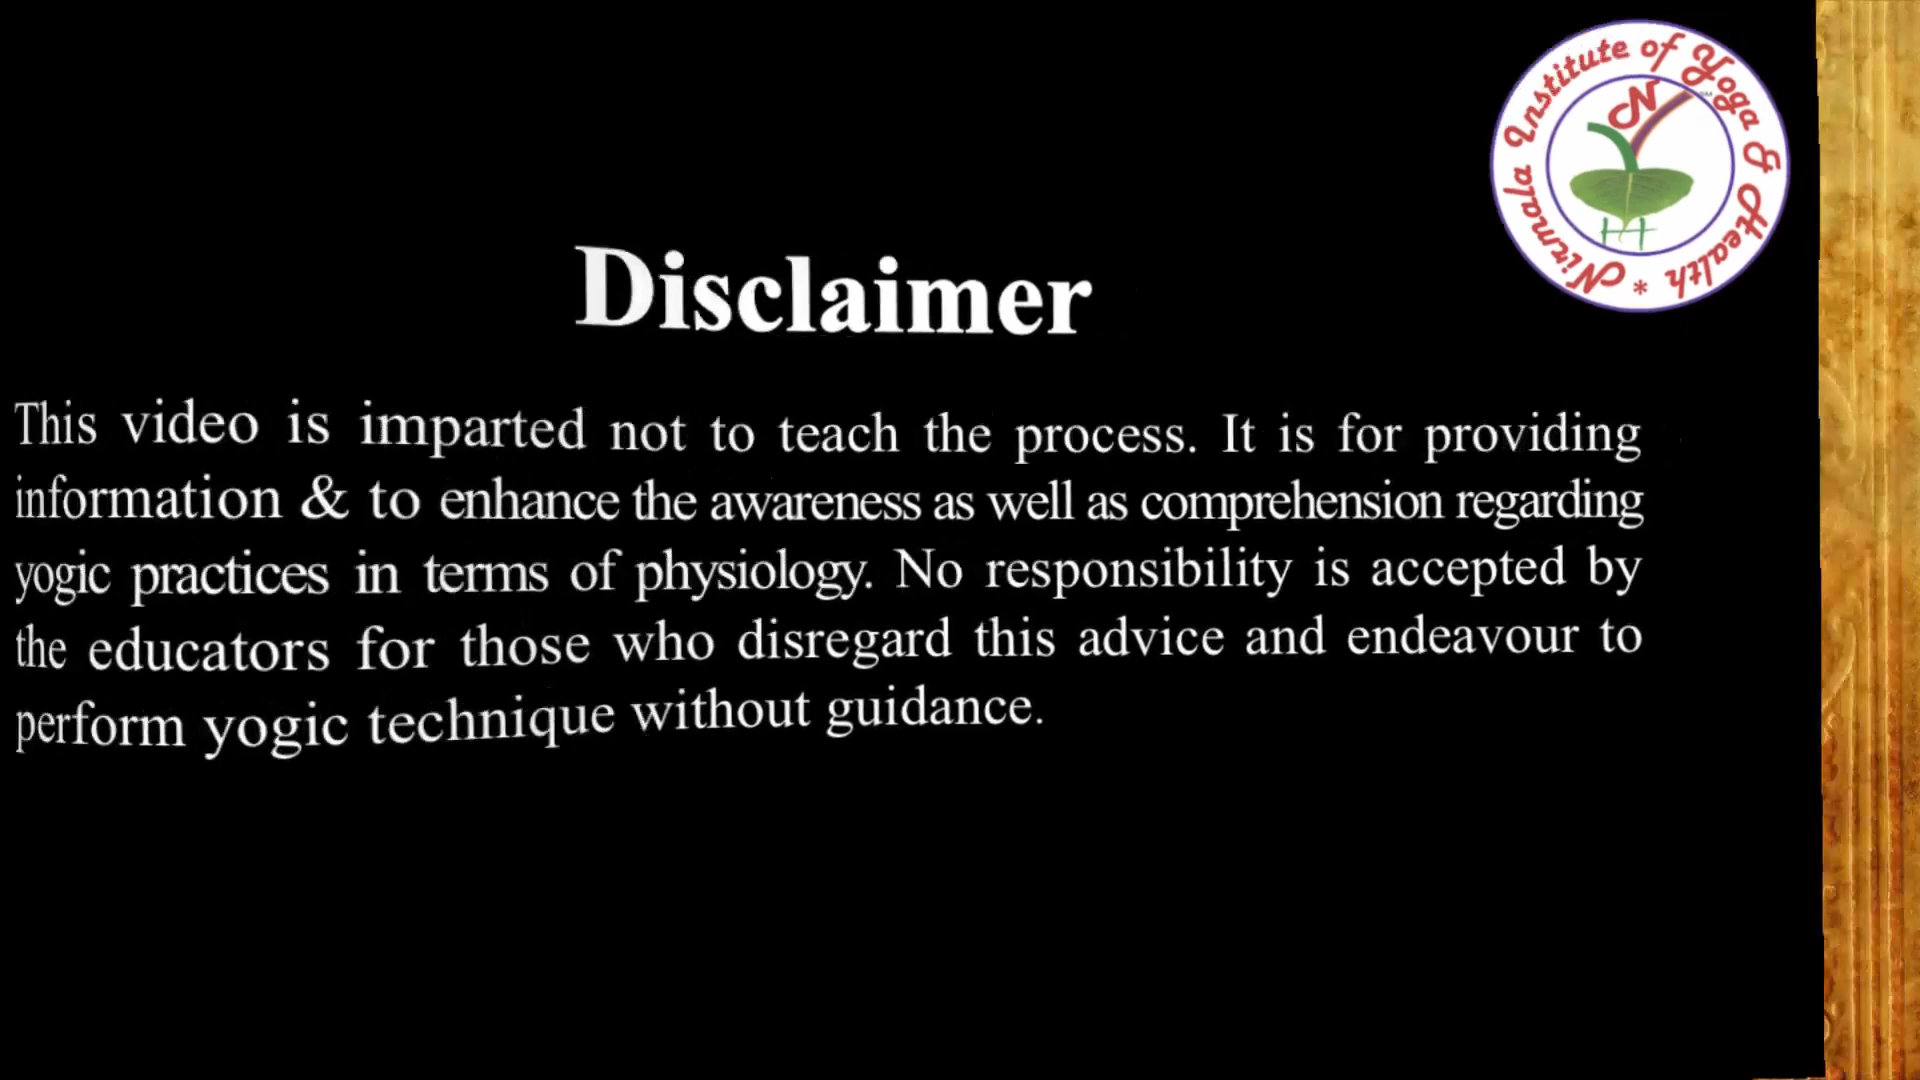 Nirmala Institute of Yoga & Health *
N
SM
H
Disclaimer
This video is imparted not to teach the process. It is for providing
information & to enhance the awareness as well as comprehension regarding
yogic practices in terms of physiology. No responsibility is accepted by
the educators for those who disregard this advice and endeavour to
perform yogic technique without guidance.